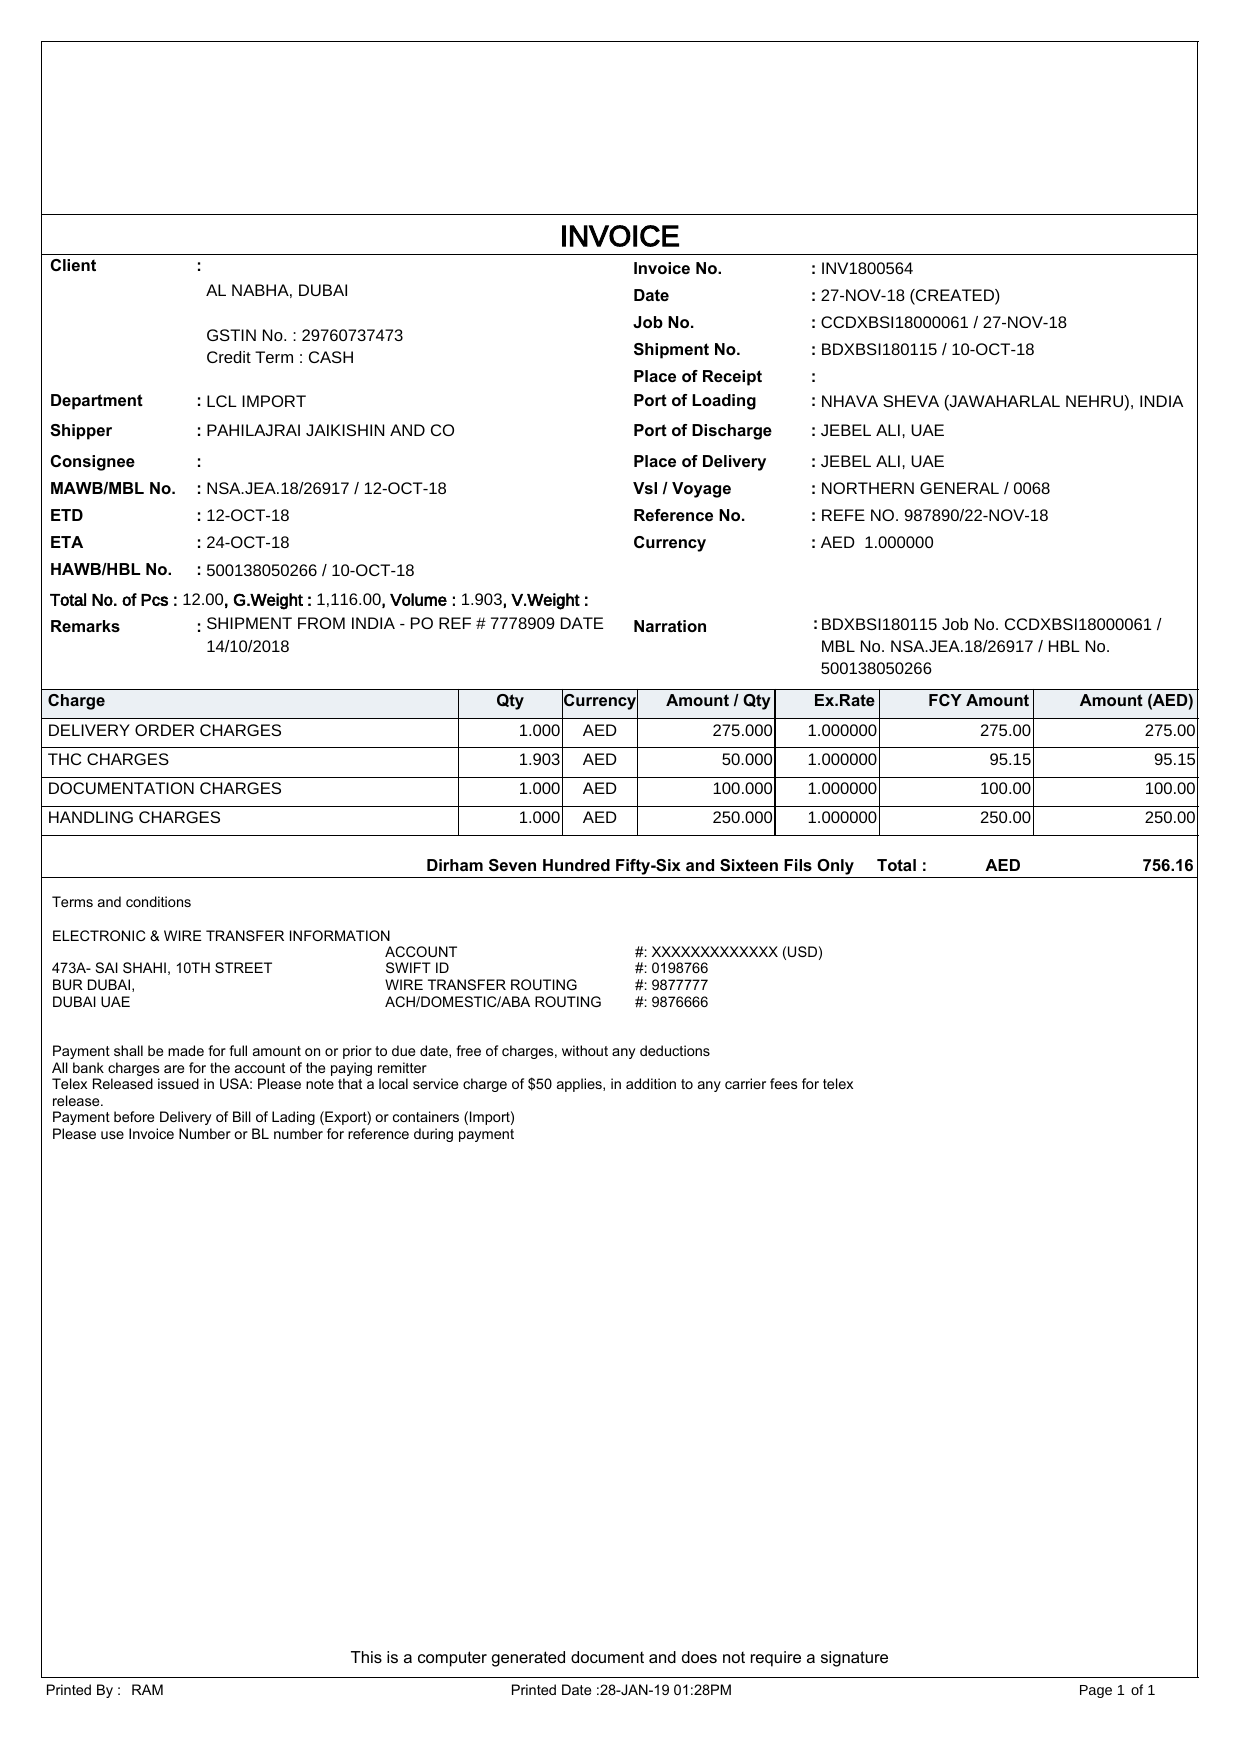 INVOICE
Client :
AL NABHA, DUBAI
GSTIN No. : 29760737473
Credit Term : CASH
Invoice No. : INV1800564
Date : 27-NOV-18 (CREATED)
Job No. : CCDXBSI18000061 / 27-NOV-18
Shipment No. : BDXBSI180115 / 10-OCT-18
Place of Receipt :
Department : LCL IMPORT
Port of Loading : NHAVA SHEVA (JAWAHARLAL NEHRU), INDIA
Shipper : PAHILAJRAI JAIKISHIN AND CO
Port of Discharge : JEBEL ALI, UAE
Consignee :
Place of Delivery : JEBEL ALI, UAE
MAWB/MBL No. : NSA.JEA.18/26917 / 12-OCT-18
Vsl / Voyage : NORTHERN GENERAL / 0068
ETD : 12-OCT-18
Reference No. : REFE NO. 987890/22-NOV-18
ETA : 24-OCT-18
Currency : AED 1.000000
HAWB/HBL No. : 500138050266 / 10-OCT-18
Total No. of Pcs : 12.00, G.Weight : 1,116.00, Volume : 1.903, V.Weight :
Remarks : SHIPMENT FROM INDIA - PO REF # 7778909 DATE
14/10/2018
Narration : BDXBSI180115 Job No. CCDXBSI18000061 /
MBL No. NSA.JEA.18/26917 / HBL No.
500138050266
Charge Qty Currency Amount / Qty Ex.Rate FCY Amount Amount (AED)
DELIVERY ORDER CHARGES 1.000 AED 275.000 1.000000 275.00 275.00
THC CHARGES 1.903 AED 50.000 1.000000 95.15 95.15
DOCUMENTATION CHARGES 1.000 AED 100.000 1.000000 100.00 100.00
HANDLING CHARGES 1.000 AED 250.000 1.000000 250.00 250.00
Dirham Seven Hundred Fifty-Six and Sixteen Fils Only Total : AED 756.16
Terms and conditions
ELECTRONIC & WIRE TRANSFER INFORMATION
ACCOUNT #: XXXXXXXXXXXXX (USD)
473A- SAI SHAHI, 10TH STREET SWIFT ID #: 0198766
BUR DUBAI, WIRE TRANSFER ROUTING #: 9877777
DUBAI UAE ACH/DOMESTIC/ABA ROUTING #: 9876666
Payment shall be made for full amount on or prior to due date, free of charges, without any deductions
All bank charges are for the account of the paying remitter
Telex Released issued in USA: Please note that a local service charge of $50 applies, in addition to any carrier fees for telex
release.
Payment before Delivery of Bill of Lading (Export) or containers (Import)
Please use Invoice Number or BL number for reference during payment
This is a computer generated document and does not require a signature
Printed By : RAM Printed Date :28-JAN-19 01:28PM Page 1 of 1